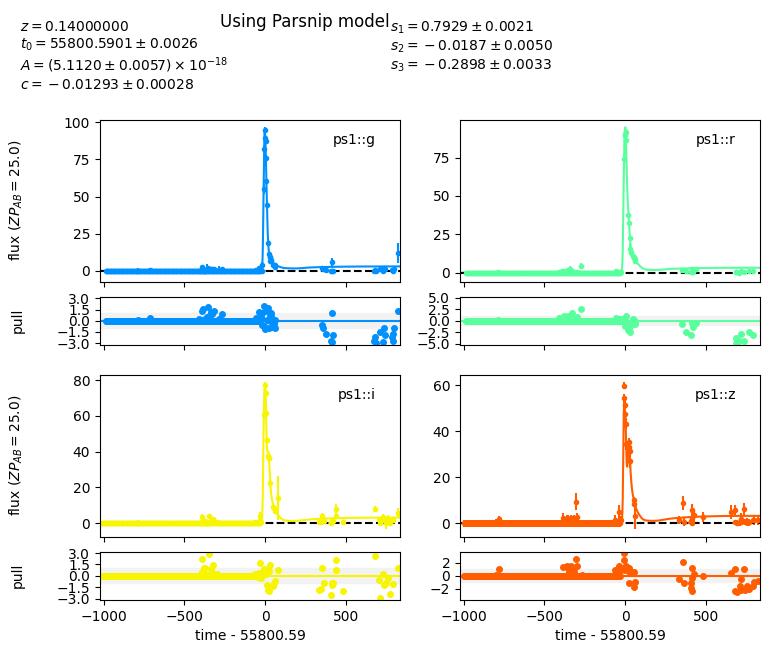 Using Parsnip model
z = 0.14000000
t₀ = 55800.5901 ± 0.0026
A = (5.1120 ± 0.0057) × 10⁻¹⁸
c = −0.01293 ± 0.00028
s₁ = 0.7929 ± 0.0021
s₂ = −0.0187 ± 0.0050
s₃ = −0.2898 ± 0.0033
flux (ZP_AB = 25.0)
100
75
50
25
0
ps1::g
75
50
25
0
ps1::r
pull
3.0
1.5
0.0
−1.5
−3.0
5.0
2.5
0.0
−2.5
−5.0
flux (ZP_AB = 25.0)
80
60
40
20
0
ps1::i
60
40
20
0
ps1::z
pull
3.0
1.5
0.0
−1.5
−3.0
2
0
−2
−1000 −500 0 500
time - 55800.59
−1000 −500 0 500
time - 55800.59